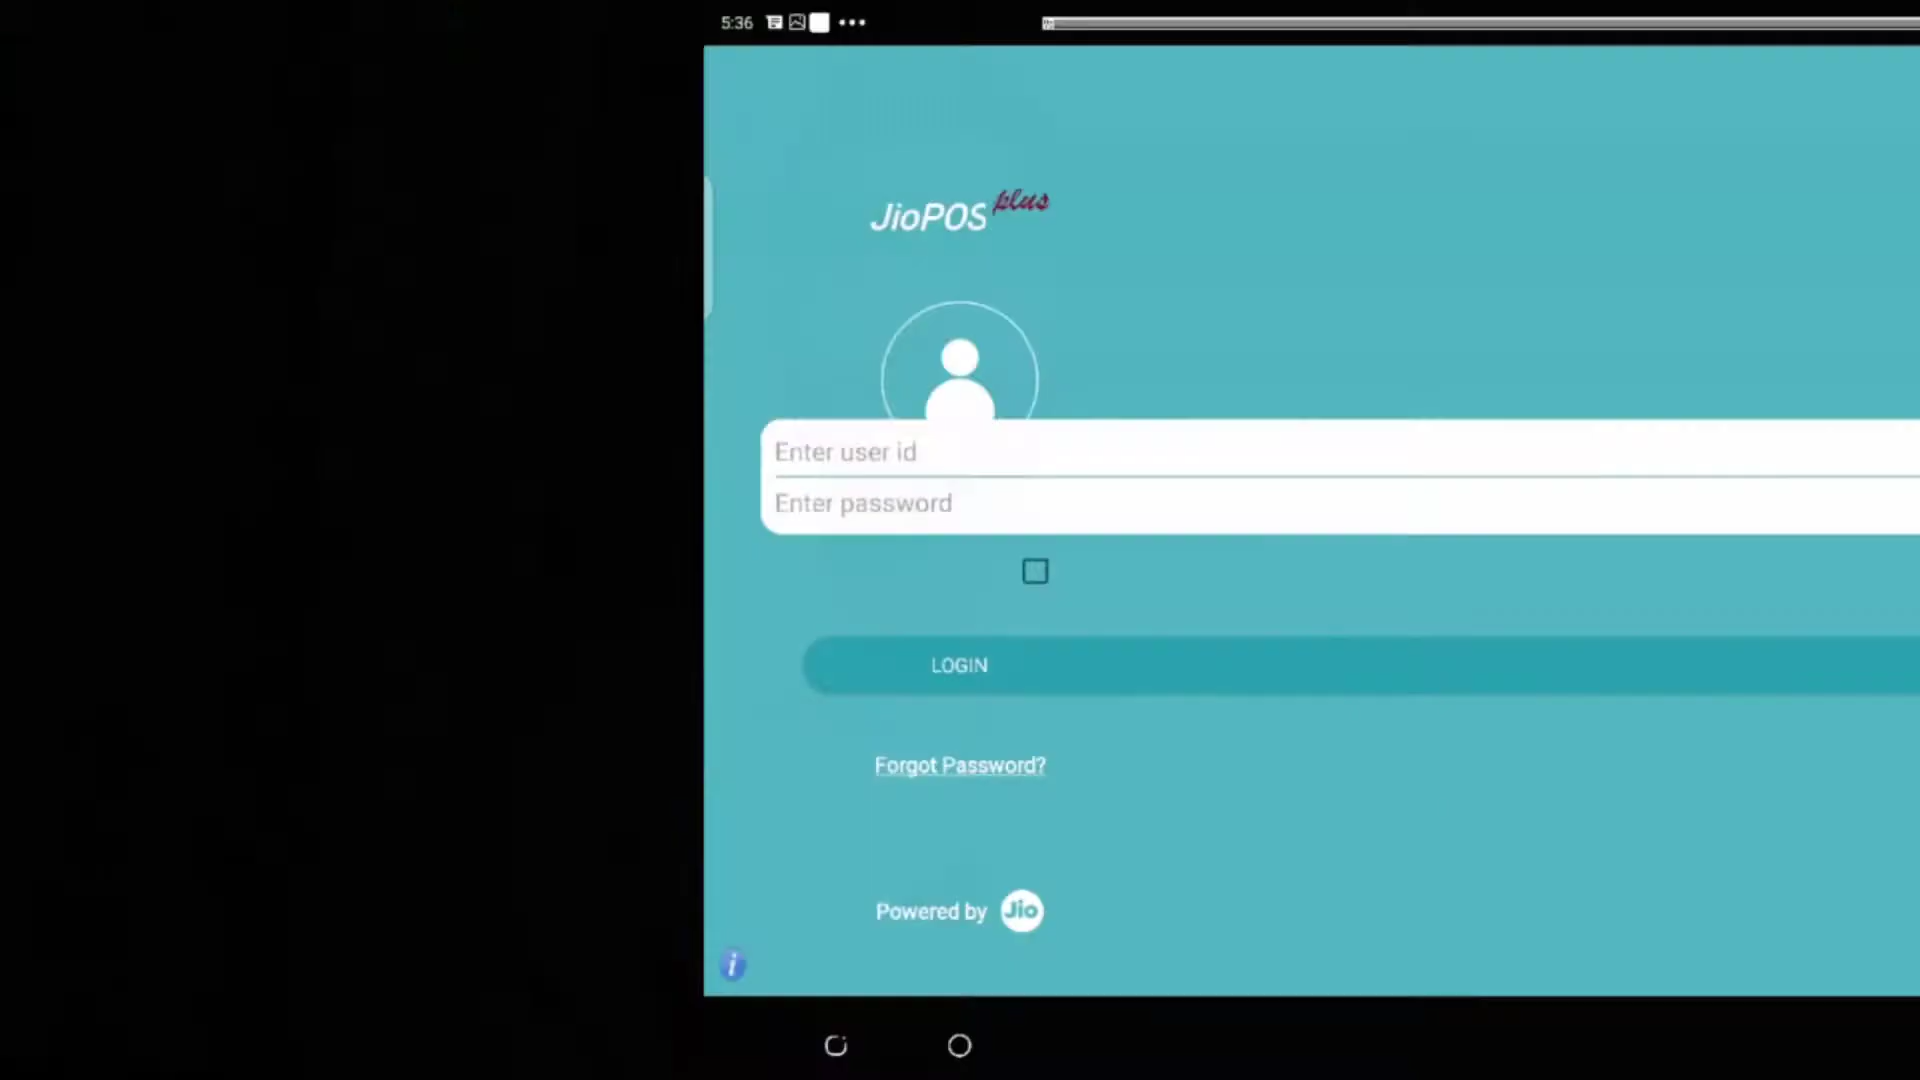 5:36
JioPOS plus
Enter user id
Enter password
LOGIN
Forgot Password?
Powered by Jio
i